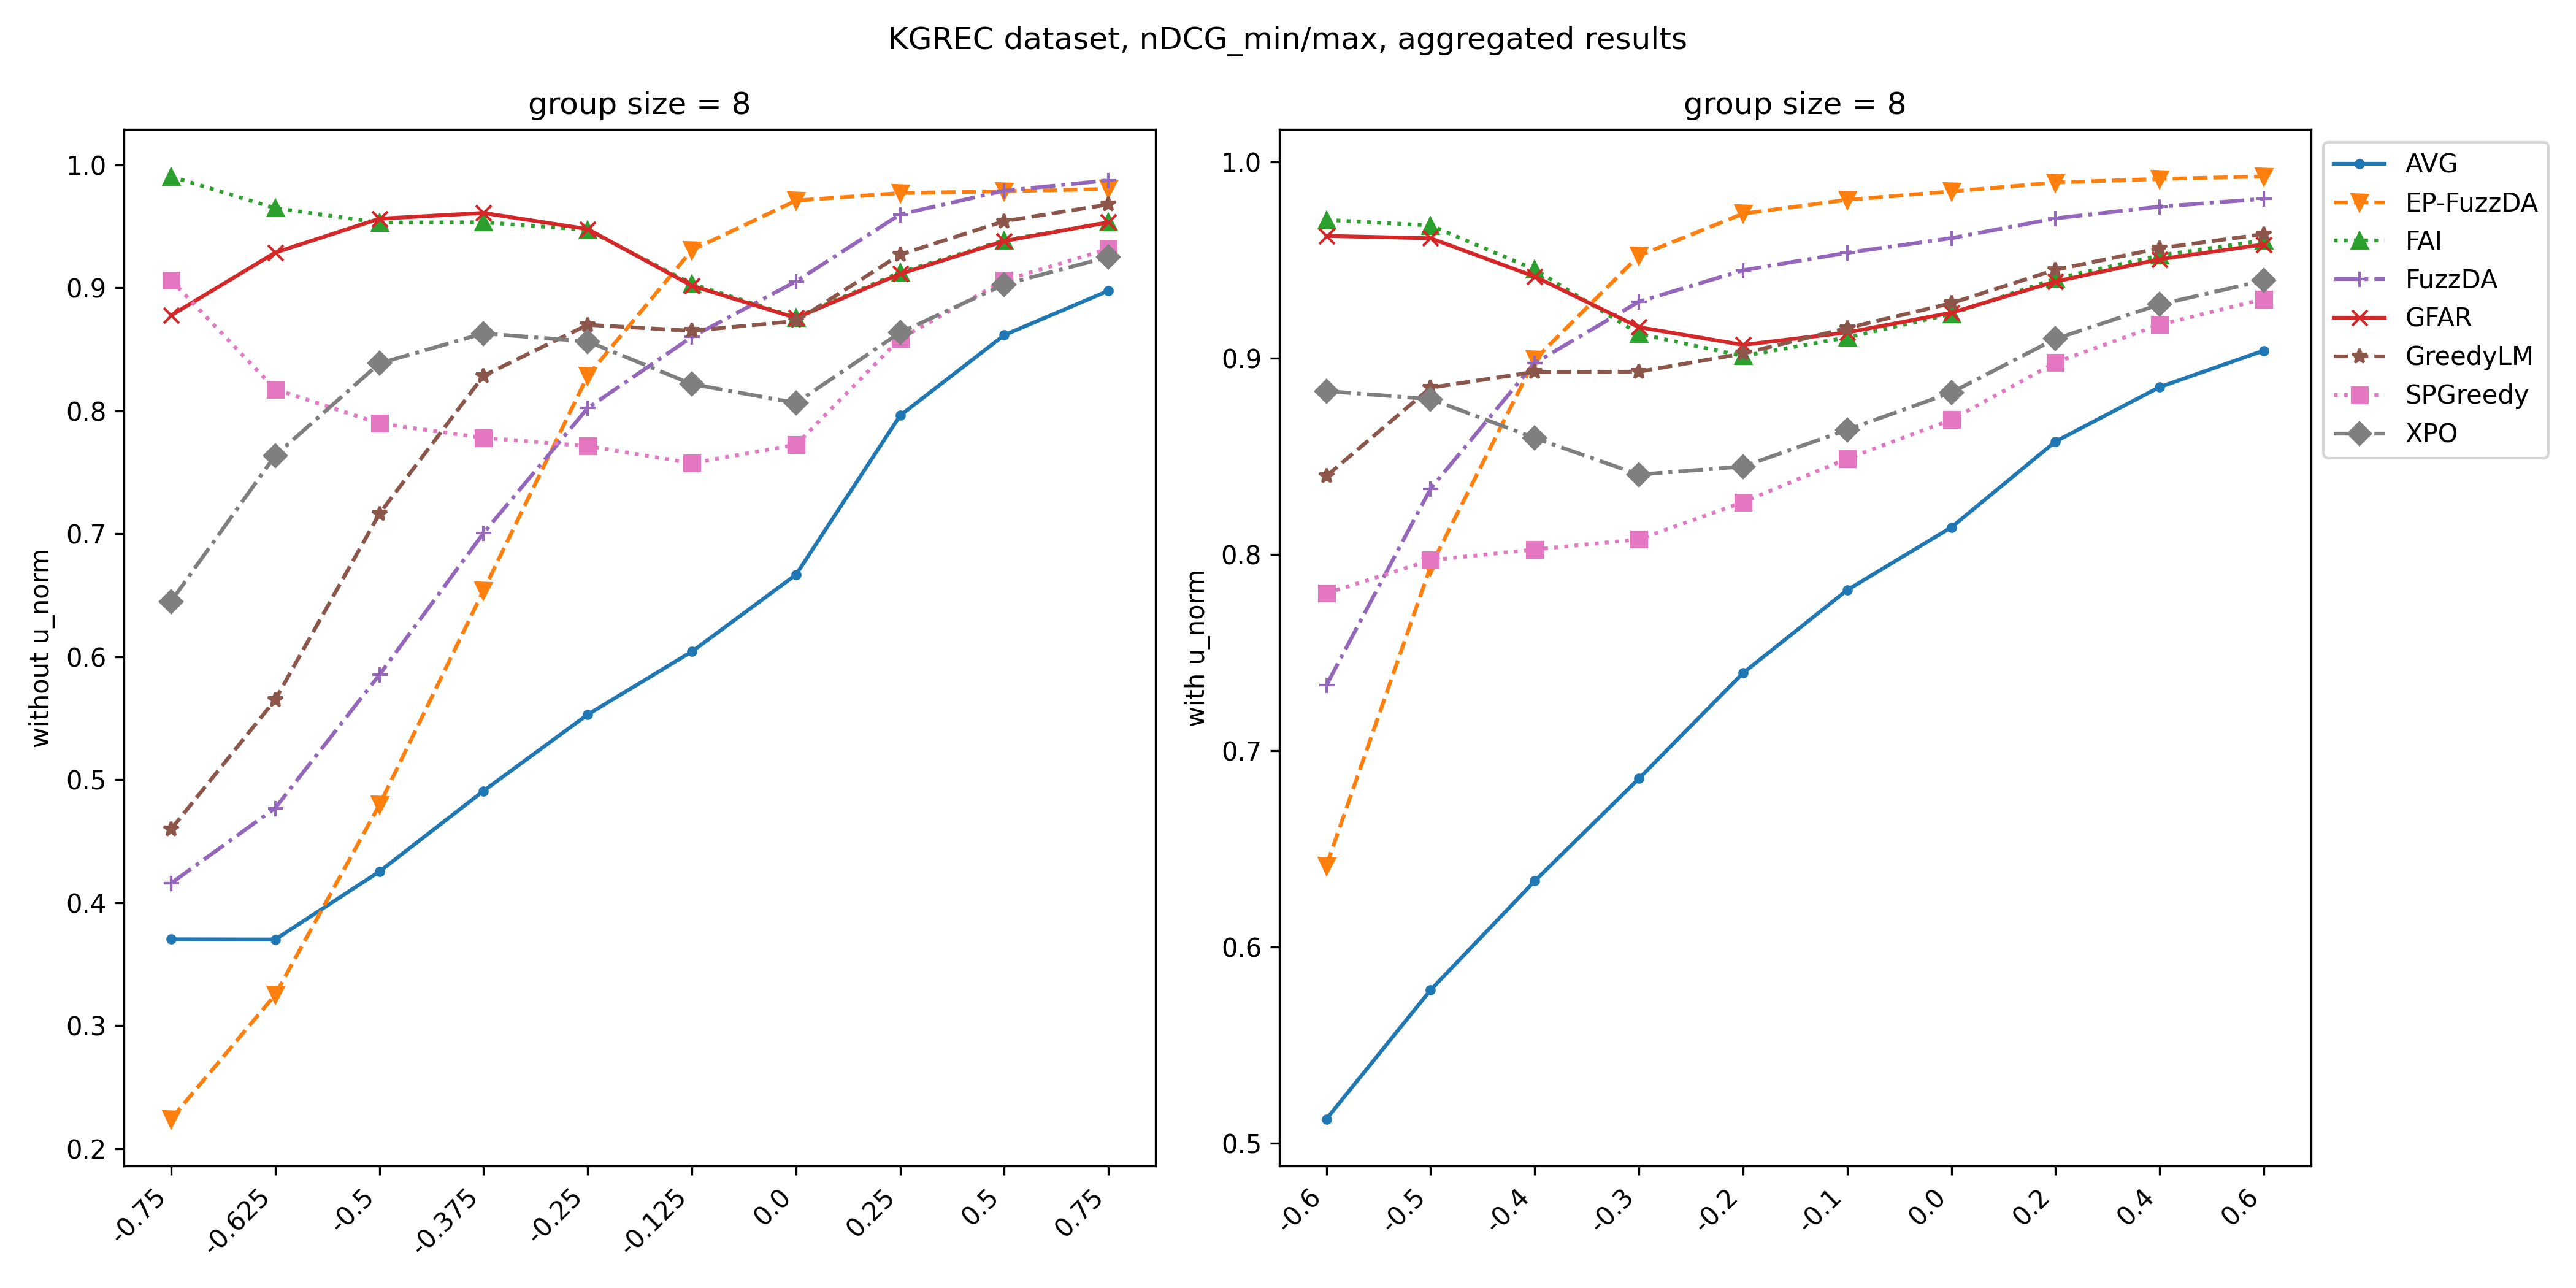 KGREC dataset, nDCG_min/max, aggregated results
group size = 8
without u_norm
1.0
0.9
0.8
0.7
0.6
0.5
0.4
0.3
0.2
-0.75
-0.625
-0.5
-0.375
-0.25
-0.125
0.0
0.25
0.5
0.75
group size = 8
with u_norm
1.0
0.9
0.8
0.7
0.6
0.5
-0.6
-0.5
-0.4
-0.3
-0.2
-0.1
0.0
0.2
0.4
0.6
AVG
EP-FuzzDA
FAI
FuzzDA
GFAR
GreedyLM
SPGreedy
XPO